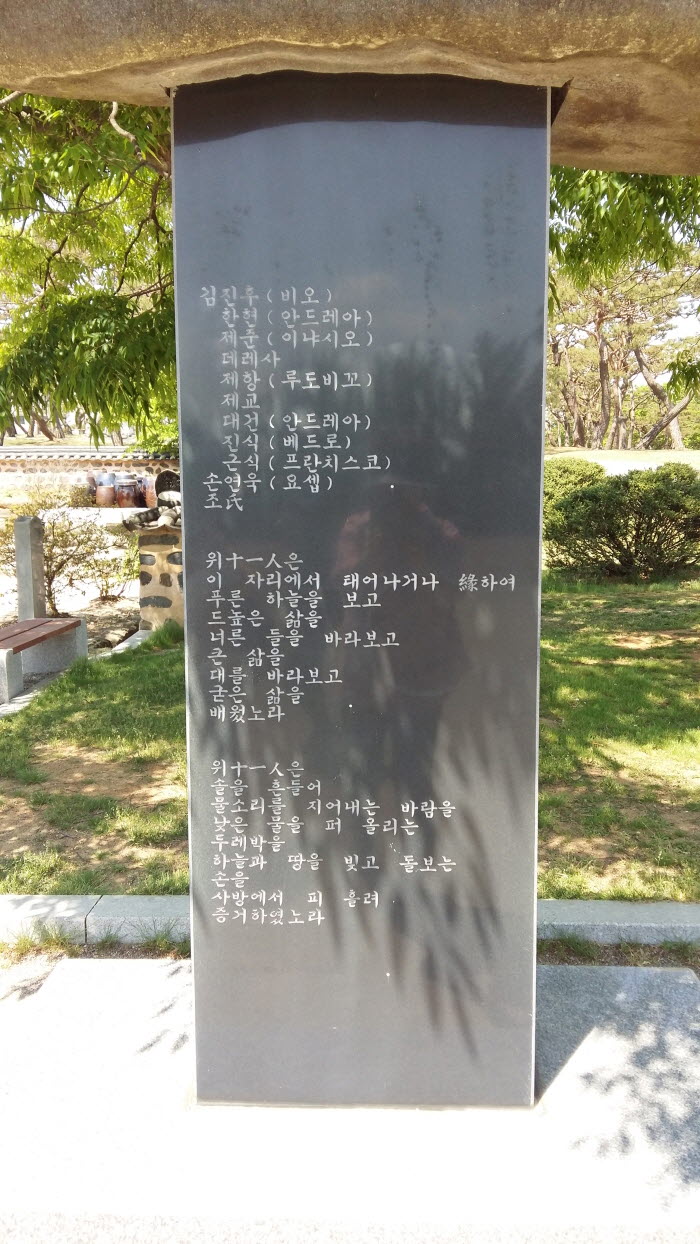 김진후(비오)
한현(안드레아)
제준(이냐시오)
데레사
제항(루도비꼬)
제교
대건(안드레아)
진식(베드로)
근식(프란치스코)
손연욱(요셉)
조氏
위十一人은
이 자리에서 태어나거나 緣하여
푸른 하늘을 보고
드높은 삶을
너른 들을 바라보고
큰 삶을
대를 바라보고
굳은 삶을
배웠노라
위十一人은
솔을 흔들어
물소리를 지어내는 바람을
낮은 물을 퍼 올리는
두레박을
하늘과 땅을 빚고 돌보는
손을
사방에서 피 흘려
증거하였노라